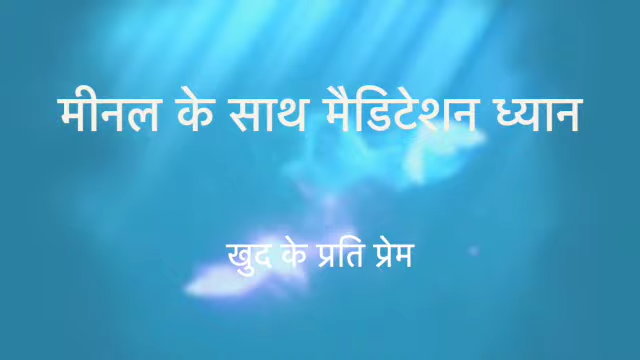 मीनल के साथ मैडिटेशन ध्यान
खुद के प्रति प्रेम